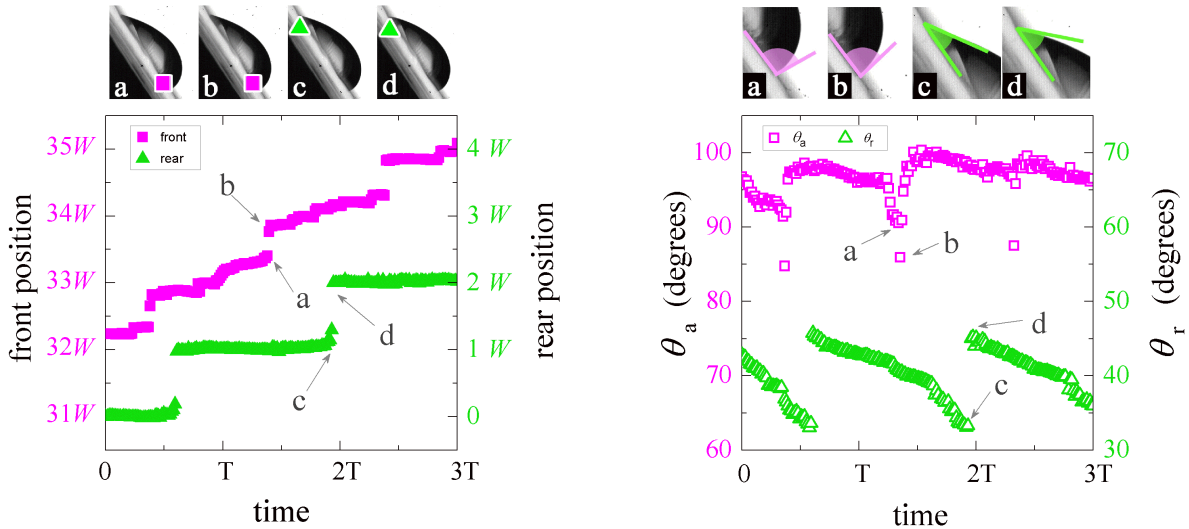 a b c d
front
rear
35W
34W
33W
32W
31W
front position
4 W
3 W
2 W
1 W
0
rear position
b
a
d
c
0 T 2T 3T
time
a b c d
θa θr
100
90
80
70
60
θa (degrees)
70
60
50
40
30
θr (degrees)
a
b
d
c
0 T 2T 3T
time